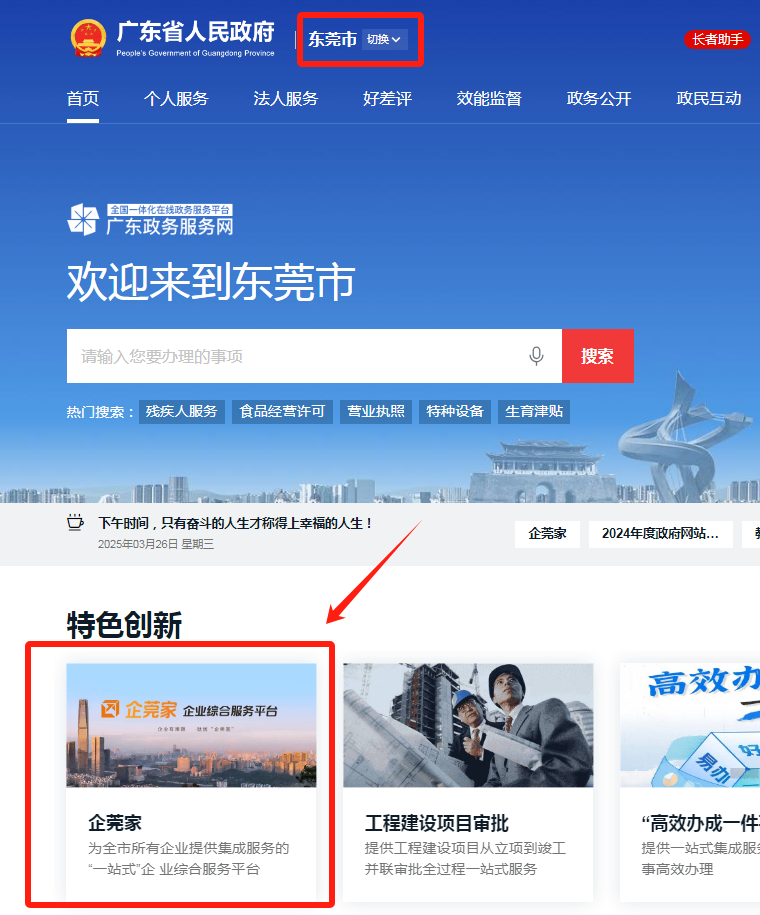 广东省人民政府
People's Government of Guangdong Province
东莞市 切换
长者助手
首页 个人服务 法人服务 好差评 效能监督 政务公开 政民互动
全国一体化在线政务服务平台
广东政务服务网
欢迎来到东莞市
请输入您要办理的事项 搜索
热门搜索： 残疾人服务 食品经营许可 营业执照 特种设备 生育津贴
下午时间，只有奋斗的人生才称得上幸福的人生！
2025年03月26日 星期三
企莞家 2024年度政府网站...
特色创新
企莞家 企业综合服务平台
企业有难题 就找“企莞家”
企莞家
为全市所有企业提供集成服务的
“一站式”企 业综合服务平台
工程建设项目审批
提供工程建设项目从立项到竣工
并联审批全过程一站式服务
高效办
易办
好
“高效办成一件
提供一站式集成服
事高效办理